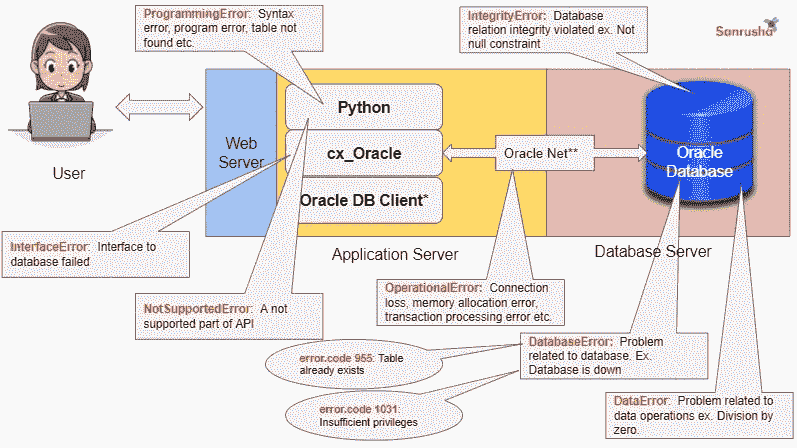 ProgrammingError: Syntax
error, program error, table not
found etc.
IntegrityError: Database
relation integrity violated ex. Not
null constraint
Sanrusha
User
Web
Server
Python
cx_Oracle
Oracle DB Client*
Oracle Net**
Oracle
Database
Application Server
Database Server
InterfaceError: Interface to
database failed
NotSupportedError: A not
supported part of API
OperationalError: Connection
loss, memory allocation error,
transaction processing error etc.
error.code 955: Table
already exists
error.code 1031:
Insufficient privileges
DatabaseError: Problem
related to database. Ex.
Database is down
DataError: Problem related to
data operations ex. Division by
zero.